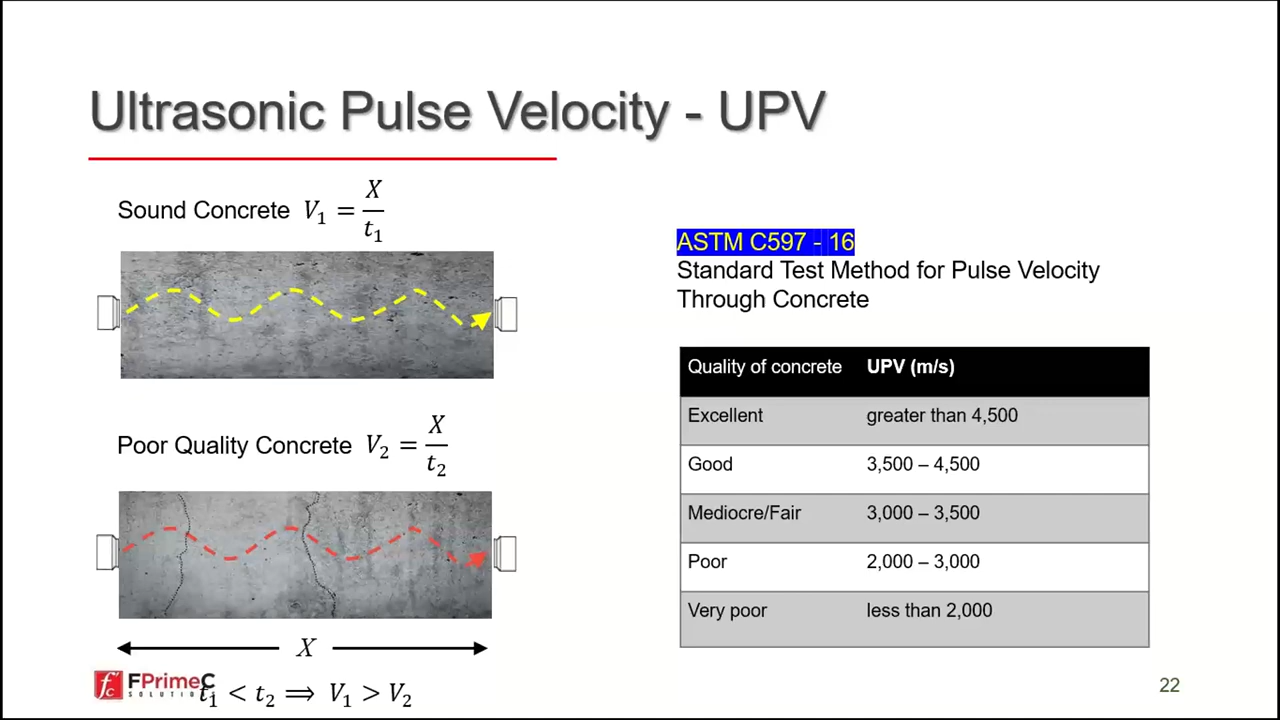 Ultrasonic Pulse Velocity - UPV
Sound Concrete V₁ = X/t₁
Poor Quality Concrete V₂ = X/t₂
X
t₁ < t₂ ⟹ V₁ > V₂
FPrimeC
SOLUTIONS
ASTM C597 - 16
Standard Test Method for Pulse Velocity
Through Concrete
Quality of concrete UPV (m/s)
Excellent greater than 4,500
Good 3,500 – 4,500
Mediocre/Fair 3,000 – 3,500
Poor 2,000 – 3,000
Very poor less than 2,000
22